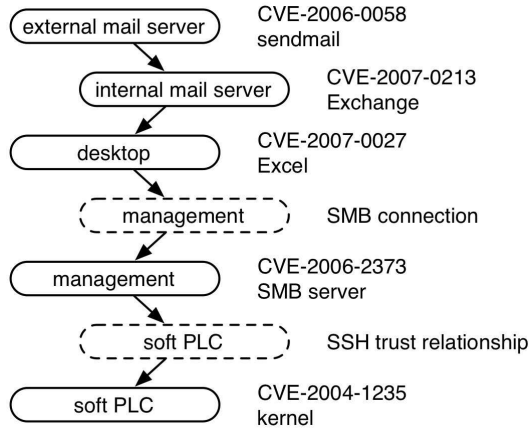 external mail server
CVE-2006-0058
sendmail
internal mail server
CVE-2007-0213
Exchange
desktop
CVE-2007-0027
Excel
management
SMB connection
management
CVE-2006-2373
SMB server
soft PLC
SSH trust relationship
soft PLC
CVE-2004-1235
kernel